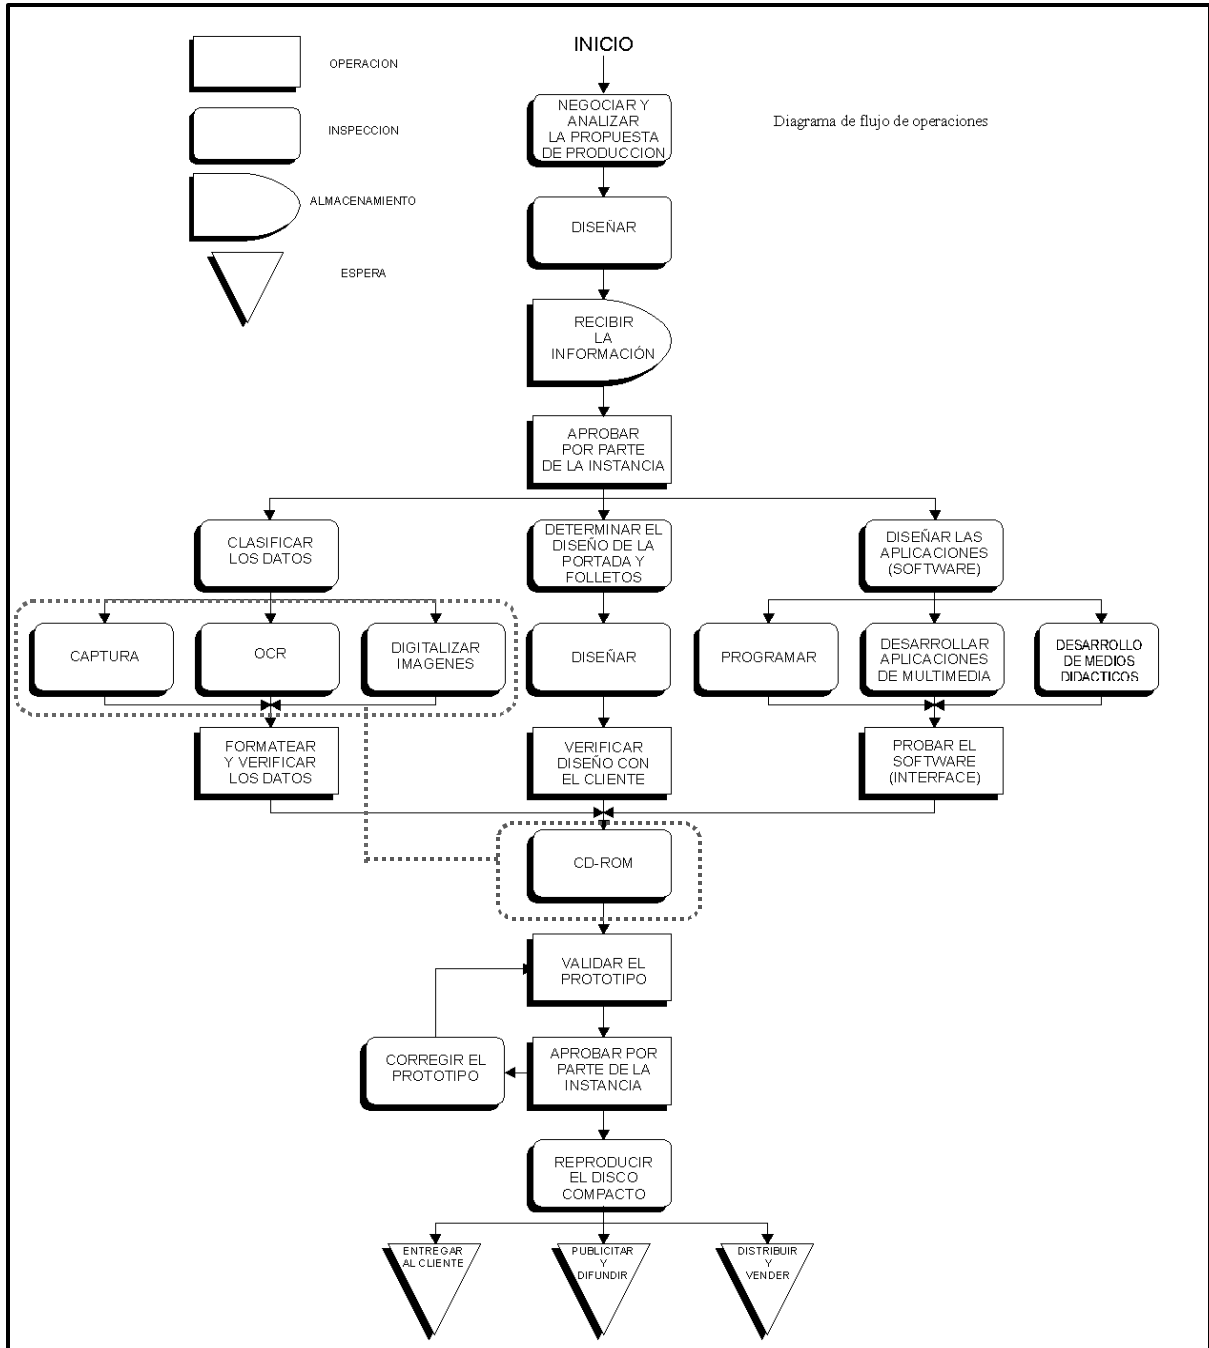 INICIO
OPERACION
INSPECCION
ALMACENAMIENTO
ESPERA
Diagrama de flujo de operaciones
NEGOCIAR Y
ANALIZAR
LA PROPUESTA
DE PRODUCCION
DISEÑAR
RECIBIR
LA
INFORMACIÓN
APROBAR
POR PARTE
DE LA INSTANCIA
CLASIFICAR
LOS DATOS
DETERMINAR EL
DISEÑO DE LA
PORTADA Y
FOLLETOS
DISEÑAR LAS
APLICACIONES
(SOFTWARE)
CAPTURA
OCR
DIGITALIZAR
IMAGENES
DISEÑAR
PROGRAMAR
DESARROLLAR
APLICACIONES
DE MULTIMEDIA
DESARROLLO
DE MEDIOS
DIDACTICOS
FORMATEAR
Y VERIFICAR
LOS DATOS
VERIFICAR
DISEÑO CON
EL CLIENTE
PROBAR EL
SOFTWARE
(INTERFACE)
CD-ROM
VALIDAR EL
PROTOTIPO
CORREGIR EL
PROTOTIPO
APROBAR POR
PARTE DE LA
INSTANCIA
REPRODUCIR
EL DISCO
COMPACTO
ENTREGAR
AL CLIENTE
PUBLICITAR
Y
DIFUNDIR
DISTRIBUIR
Y
VENDER